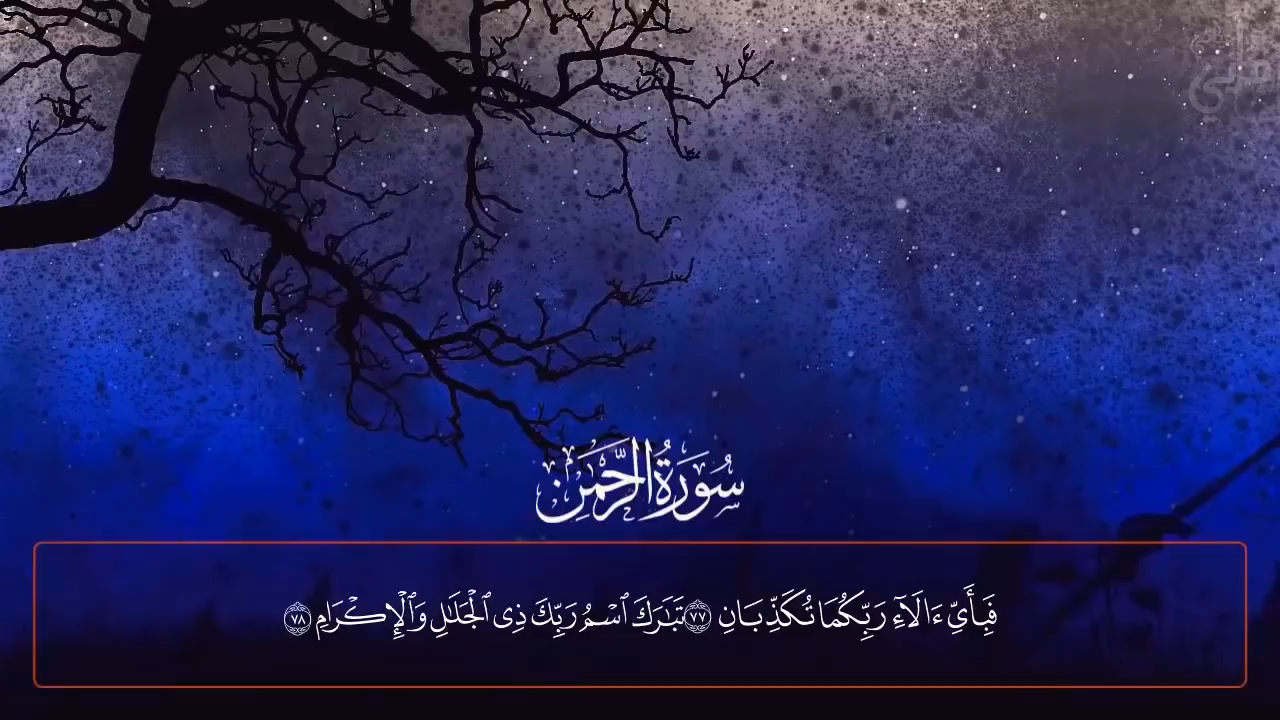 سُورَةُ الرَّحْمَٰن
فَبِأَيِّ ءَالَآءِ رَبِّكُمَا تُكَذِّبَانِ ٧٧ تَبَٰرَكَ ٱسْمُ رَبِّكَ ذِى ٱلْجَلَٰلِ وَٱلْإِكْرَامِ ٧٨